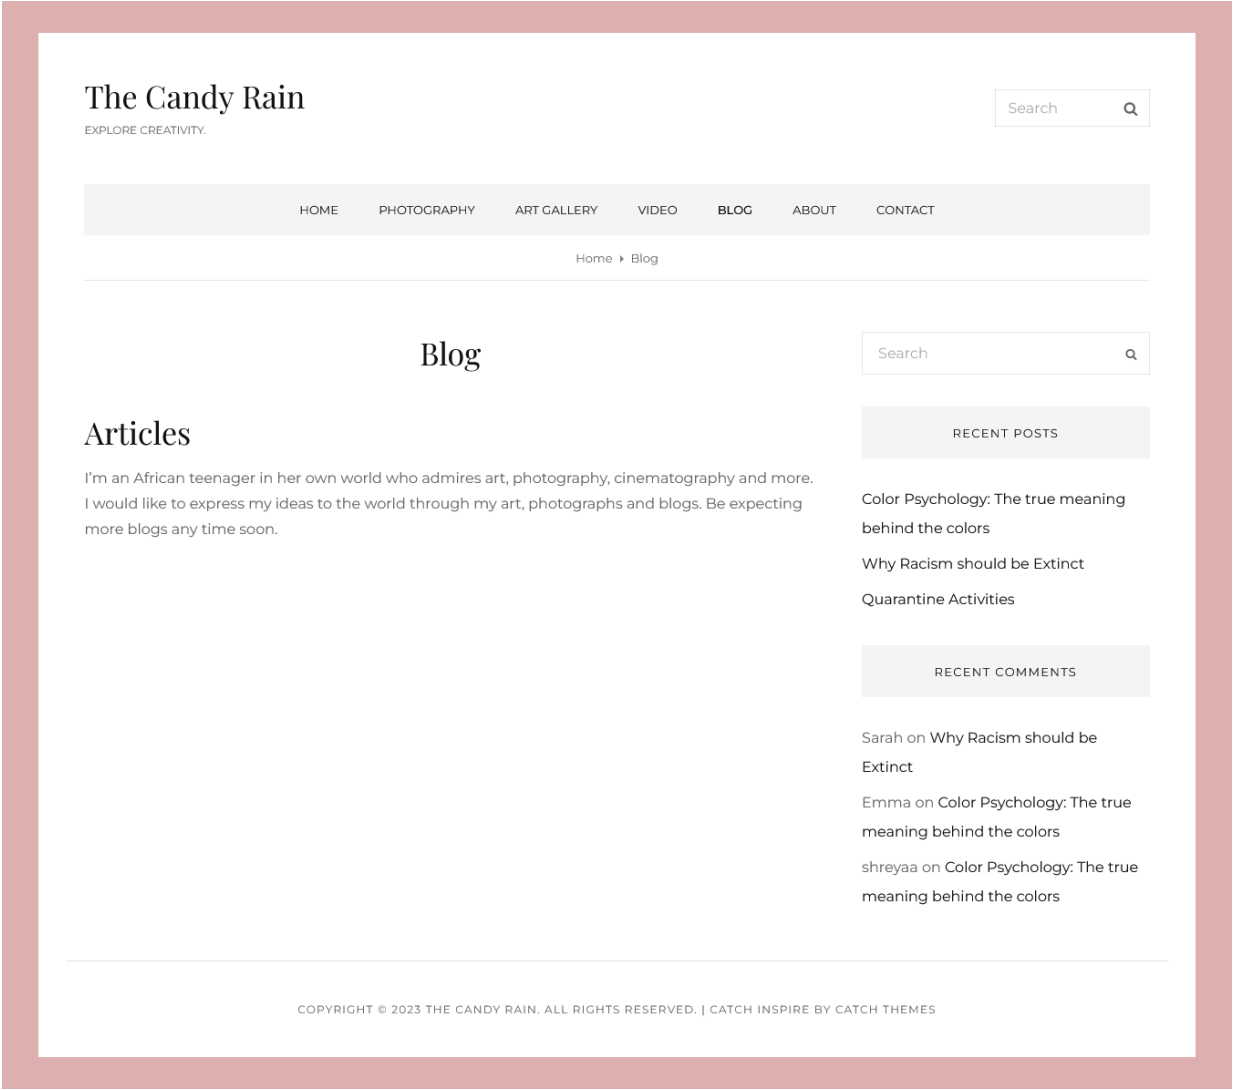 The Candy Rain
EXPLORE CREATIVITY.
Search
HOME PHOTOGRAPHY ART GALLERY VIDEO BLOG ABOUT CONTACT
Home Blog
Blog
Articles
I’m an African teenager in her own world who admires art, photography, cinematography and more.
I would like to express my ideas to the world through my art, photographs and blogs. Be expecting
more blogs any time soon.
Search
RECENT POSTS
Color Psychology: The true meaning
behind the colors
Why Racism should be Extinct
Quarantine Activities
RECENT COMMENTS
Sarah on Why Racism should be
Extinct
Emma on Color Psychology: The true
meaning behind the colors
shreyaa on Color Psychology: The true
meaning behind the colors
COPYRIGHT © 2023 THE CANDY RAIN. ALL RIGHTS RESERVED. | CATCH INSPIRE BY CATCH THEMES